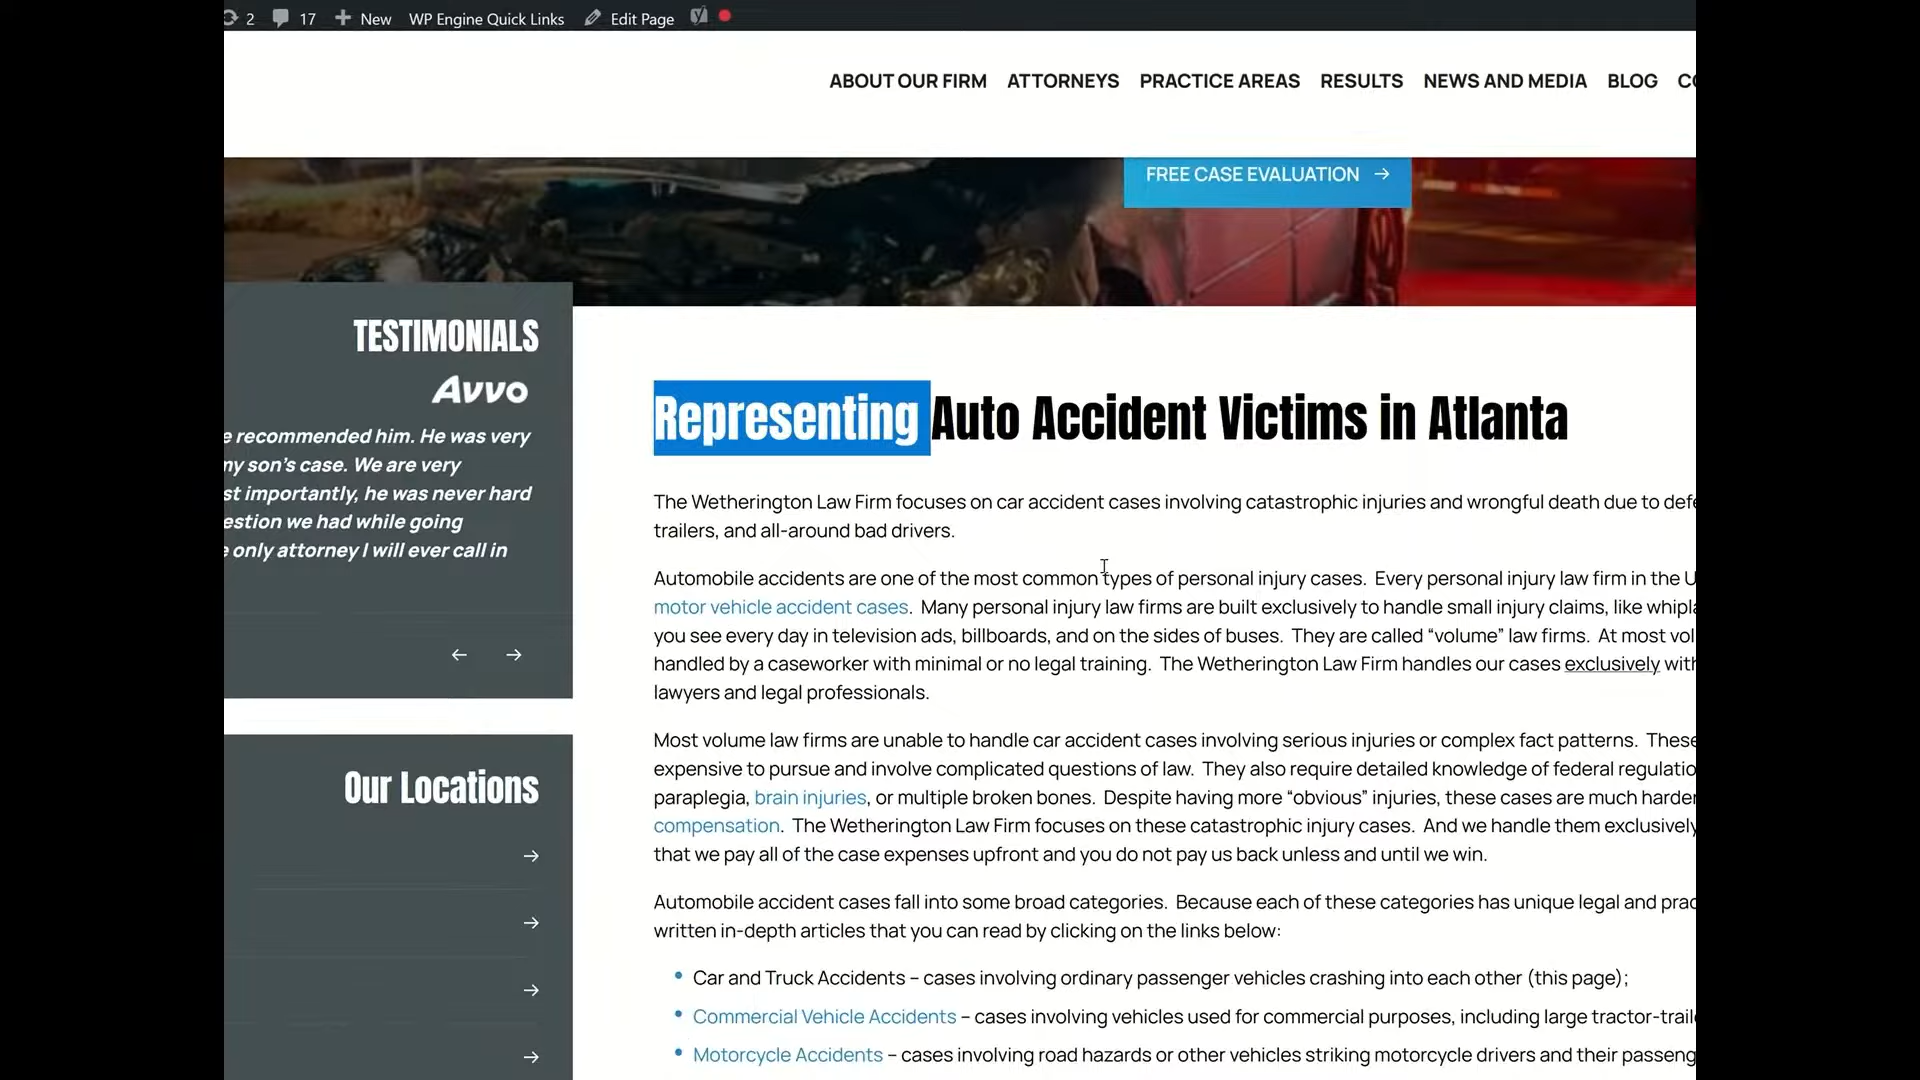 2 17 New WP Engine Quick Links Edit Page
ABOUT OUR FIRM ATTORNEYS PRACTICE AREAS RESULTS NEWS AND MEDIA BLOG
FREE CASE EVALUATION →
TESTIMONIALS
Avvo
e recommended him. He was very
my son's case. We are very
st importantly, he was never hard
estion we had while going
e only attorney I will ever call in
← →
Our Locations
→
→
→
→
Representing Auto Accident Victims in Atlanta
The Wetherington Law Firm focuses on car accident cases involving catastrophic injuries and wrongful death due to defe
trailers, and all-around bad drivers.
Automobile accidents are one of the most common types of personal injury cases. Every personal injury law firm in the U
motor vehicle accident cases. Many personal injury law firms are built exclusively to handle small injury claims, like whipla
you see every day in television ads, billboards, and on the sides of buses. They are called “volume” law firms. At most vol
handled by a caseworker with minimal or no legal training. The Wetherington Law Firm handles our cases exclusively with
lawyers and legal professionals.
Most volume law firms are unable to handle car accident cases involving serious injuries or complex fact patterns. These
expensive to pursue and involve complicated questions of law. They also require detailed knowledge of federal regulatio
paraplegia, brain injuries, or multiple broken bones. Despite having more “obvious” injuries, these cases are much harder
compensation. The Wetherington Law Firm focuses on these catastrophic injury cases. And we handle them exclusively
that we pay all of the case expenses upfront and you do not pay us back unless and until we win.
Automobile accident cases fall into some broad categories. Because each of these categories has unique legal and prac
written in-depth articles that you can read by clicking on the links below:
• Car and Truck Accidents – cases involving ordinary passenger vehicles crashing into each other (this page);
• Commercial Vehicle Accidents – cases involving vehicles used for commercial purposes, including large tractor-traile
• Motorcycle Accidents – cases involving road hazards or other vehicles striking motorcycle drivers and their passeng